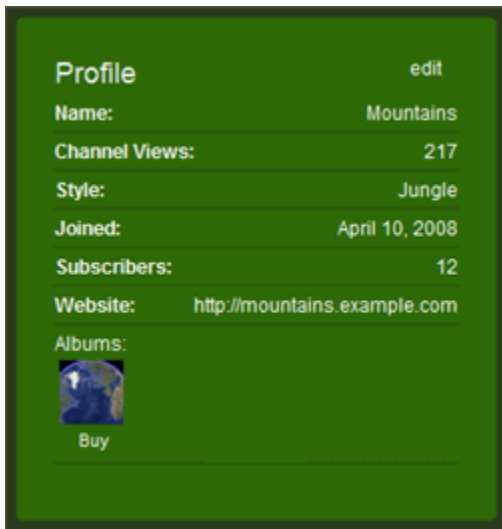 Profile edit
Name: Mountains
Channel Views: 217
Style: Jungle
Joined: April 10, 2008
Subscribers: 12
Website: http://mountains.example.com
Albums:
Buy